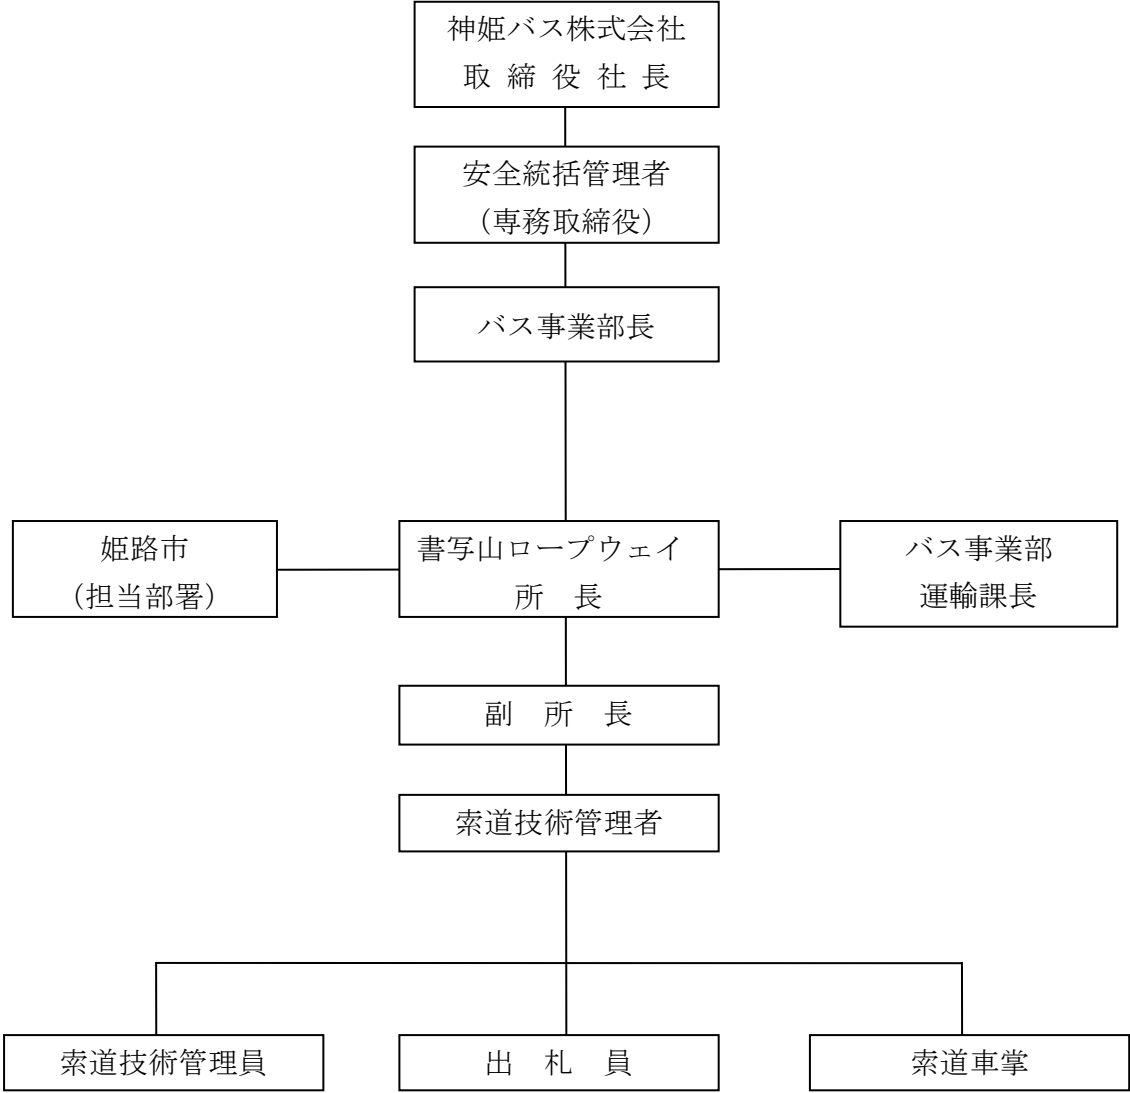 神姫バス株式会社
取 締 役 社 長
安全統括管理者
（専務取締役）
バス事業部長
姫路市
（担当部署）
書写山ロープウェイ
所　長
バス事業部
運輸課長
副　所　長
索道技術管理者
索道技術管理員
出　札　員
索道車掌